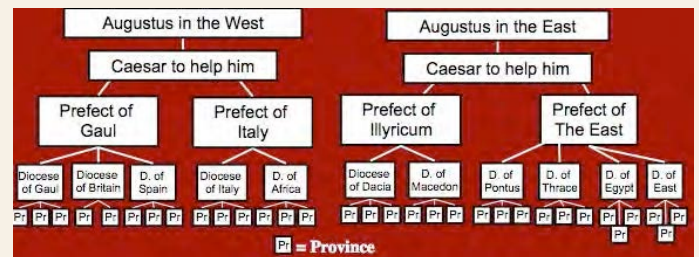 Augustus in the West
Augustus in the East
Caesar to help him
Caesar to help him
Prefect of
Gaul
Prefect of
Italy
Prefect of
Illyricum
Prefect of
The East
Diocese
of Gaul
Diocese
of Britain
D. of
Spain
Diocese
of Italy
D. of
Africa
Diocese
of Dacia
D. of
Macedon
D. of
Pontus
D. of
Thrace
D. of
Egypt
D. of
East
Pr Pr Pr Pr Pr Pr Pr Pr Pr Pr Pr Pr Pr Pr Pr Pr Pr Pr Pr Pr Pr Pr Pr Pr Pr Pr Pr Pr Pr Pr Pr
Pr Pr
Pr = Province